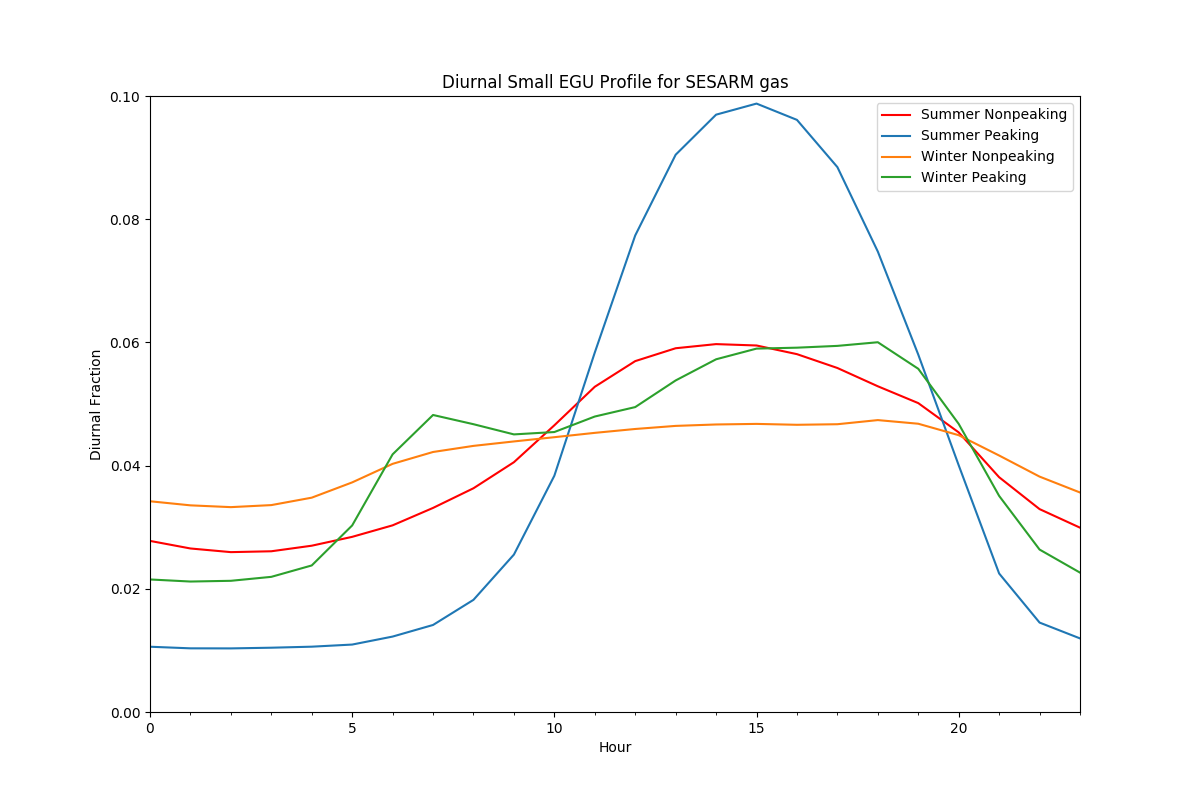 Diurnal Small EGU Profile for SESARM gas
Summer Nonpeaking
Summer Peaking
Winter Nonpeaking
Winter Peaking
Diurnal Fraction
0.10
0.08
0.06
0.04
0.02
0.00
0 5 10 15 20
Hour